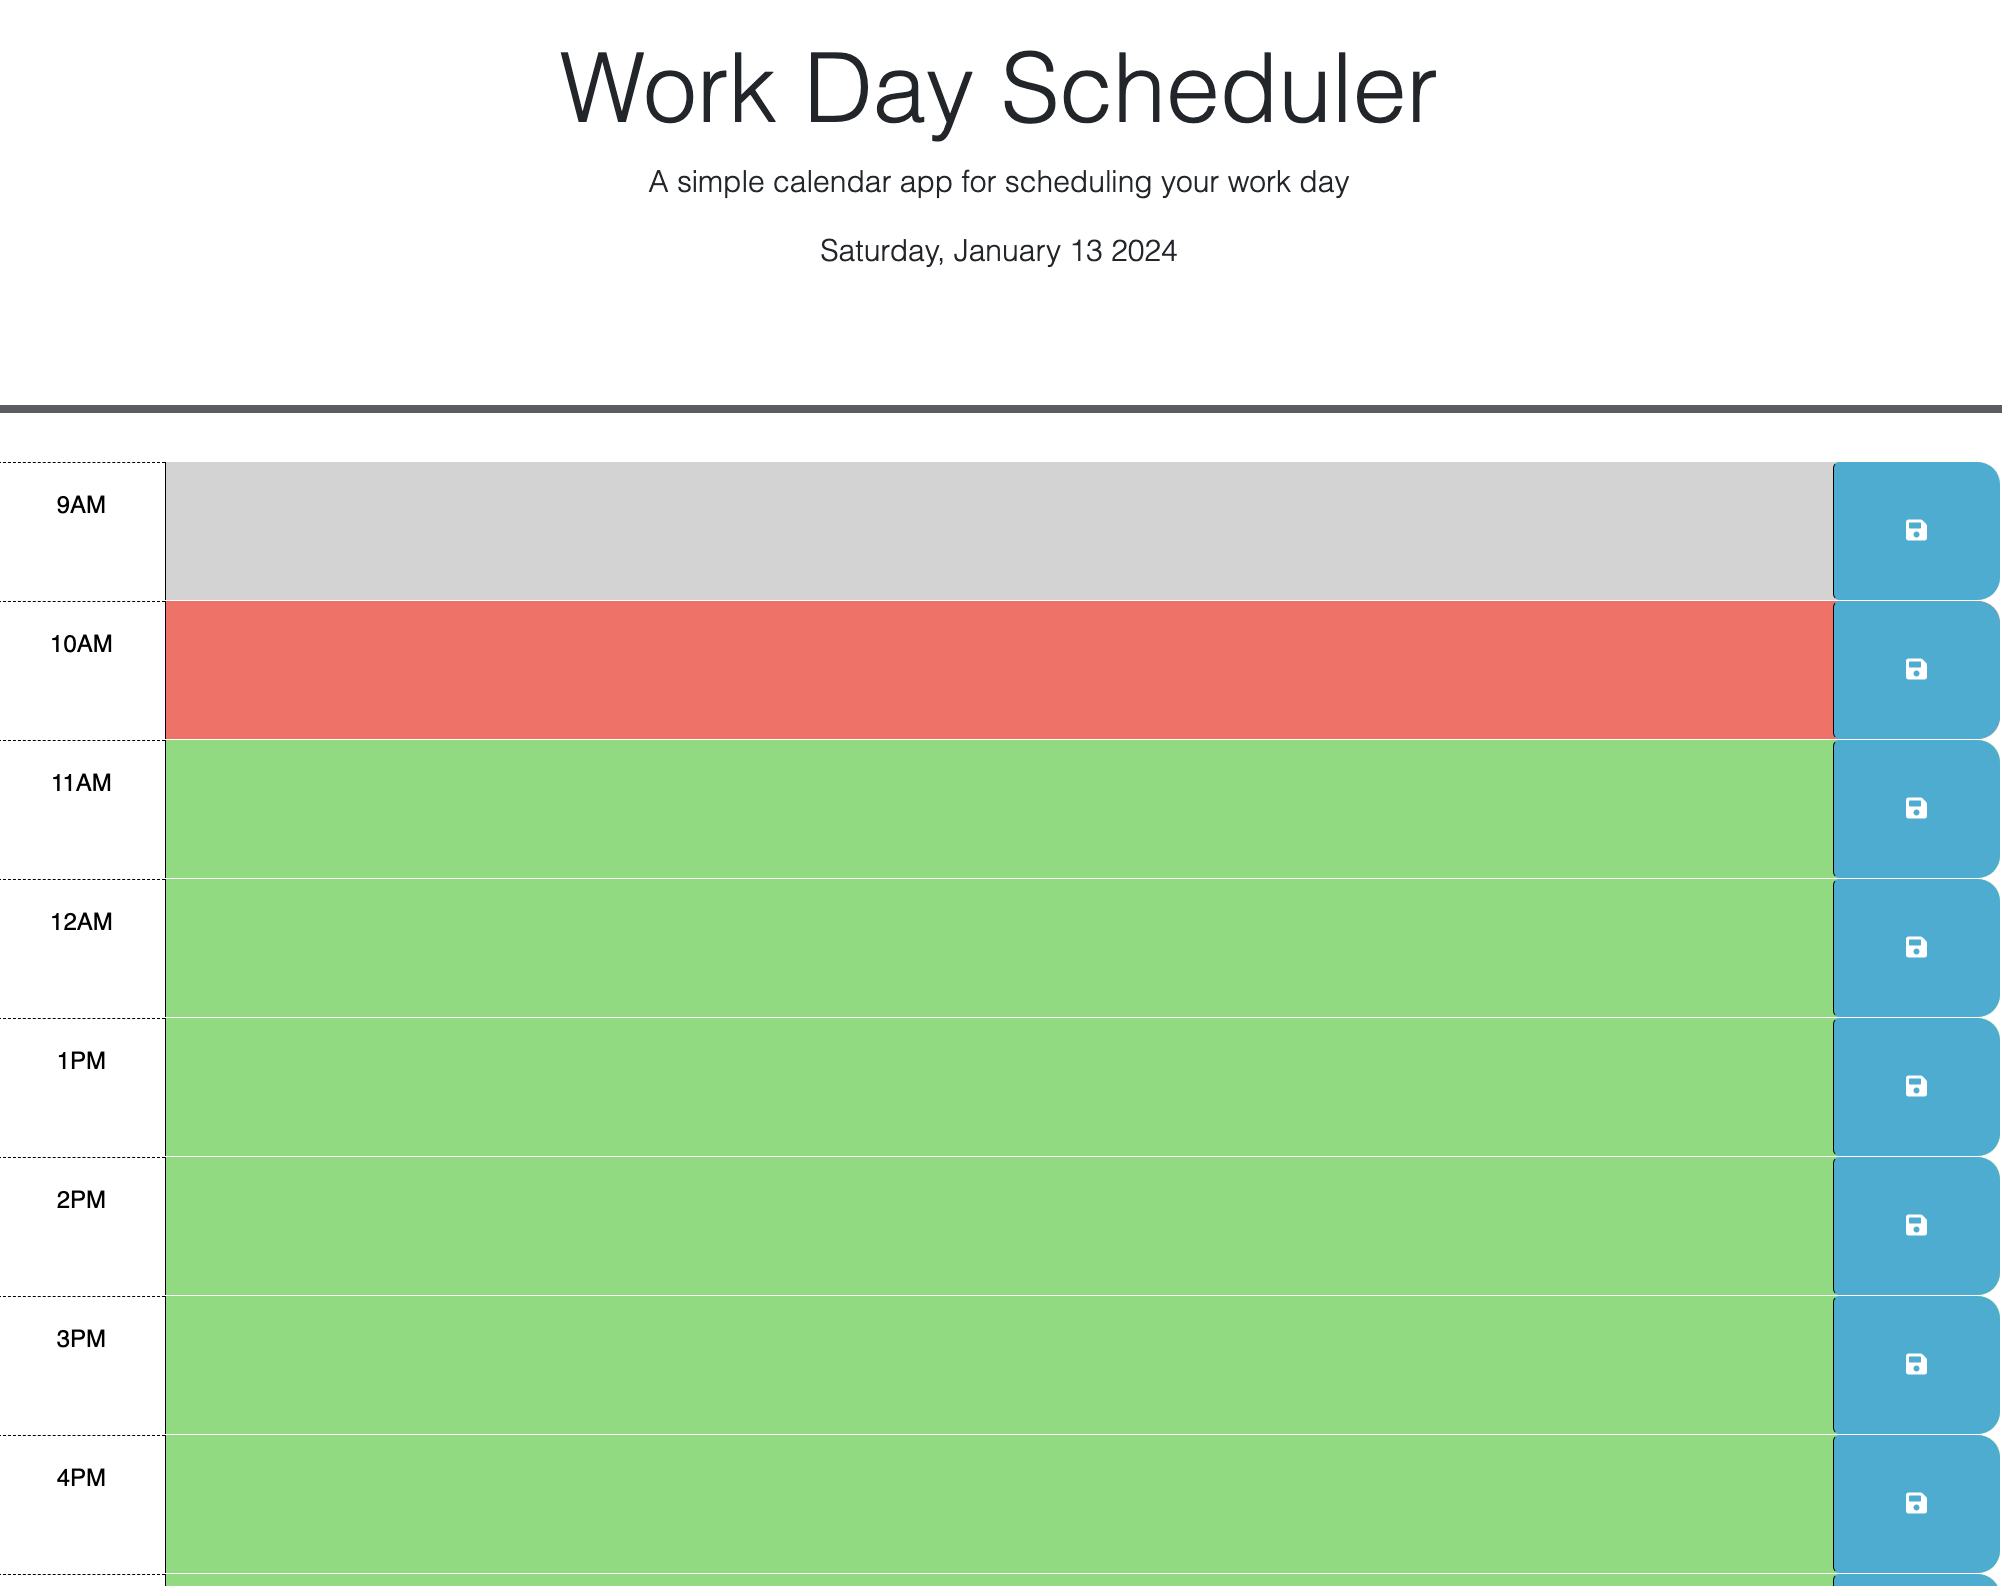 Work Day Scheduler
A simple calendar app for scheduling your work day
Saturday, January 13 2024
9AM
10AM
11AM
12AM
1PM
2PM
3PM
4PM